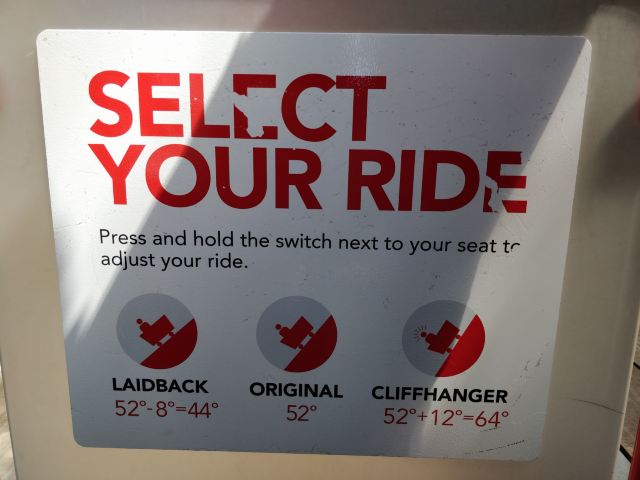 SELECT
YOUR RIDE
Press and hold the switch next to your seat to
adjust your ride.
LAIDBACK
52°-8°=44°
ORIGINAL
52°
CLIFFHANGER
52°+12°=64°